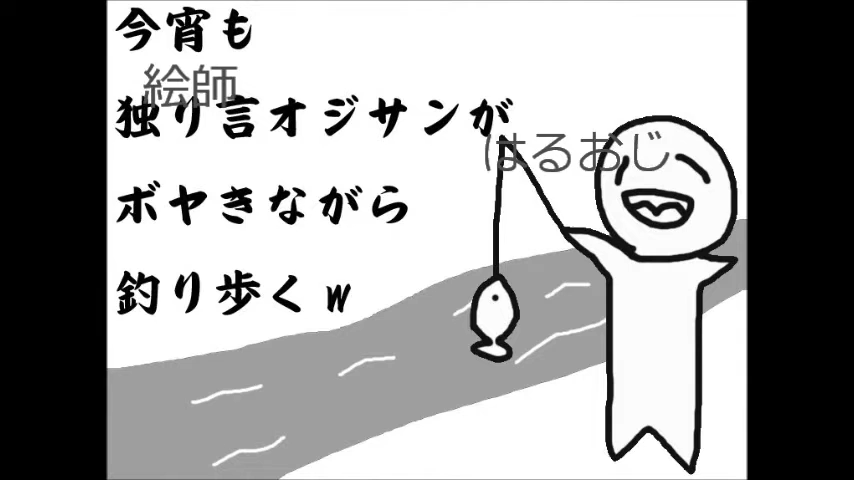 今宵も
絵師
独り言オジサンが
はるおじ
ボヤきながら
釣り歩くw